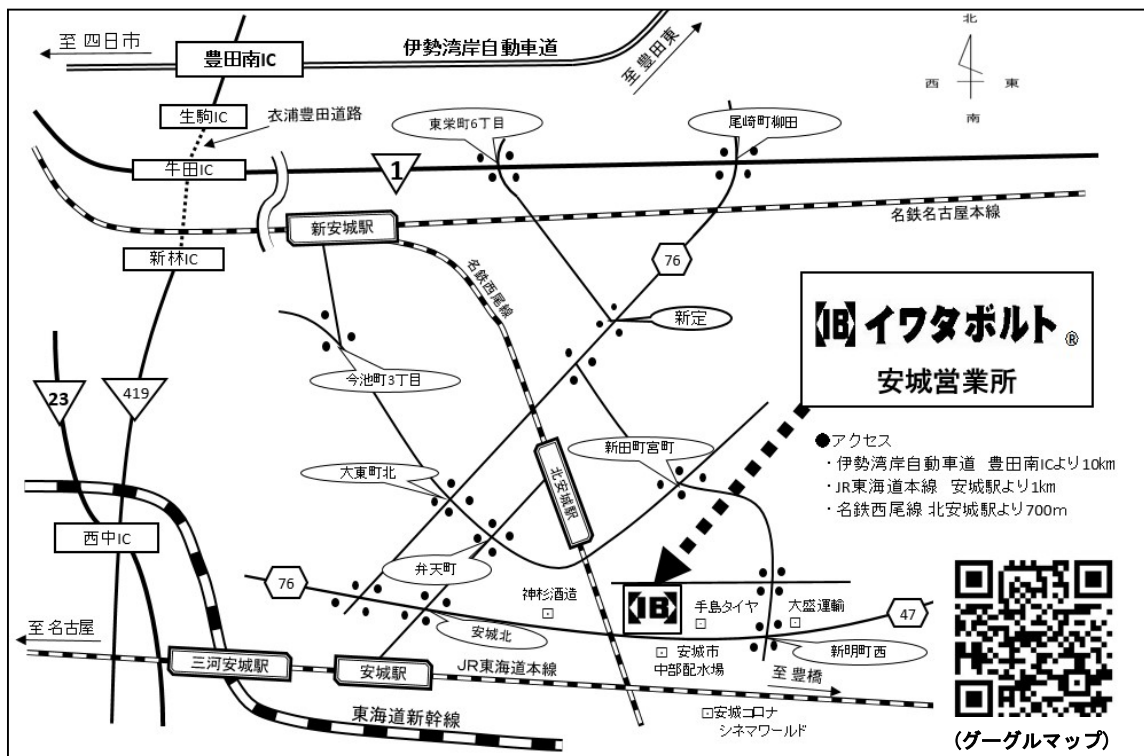 至 四日市
豊田南IC
伊勢湾岸自動車道
至 豊田東
北
西
東
南
生駒IC
衣浦豊田道路
東栄町6丁目
尾崎町柳田
牛田IC
1
名鉄名古屋本線
新安城駅
新林IC
名鉄西尾線
76
新定
IB イワタボルト ®
安城営業所
今池町3丁目
23
419
●アクセス
・伊勢湾岸自動車道 豊田南ICより10km
・JR東海道本線 安城駅より1km
・名鉄西尾線 北安城駅より700m
大東町北
新田町宮町
北安城駅
西中IC
弁天町
76
神杉酒造
IB
手島タイヤ
大盛運輸
47
安城北
至 名古屋
三河安城駅
安城駅
JR東海道本線
安城市
中部配水場
新明町西
至 豊橋
東海道新幹線
安城コロナ
シネマワールド
(グーグルマップ)